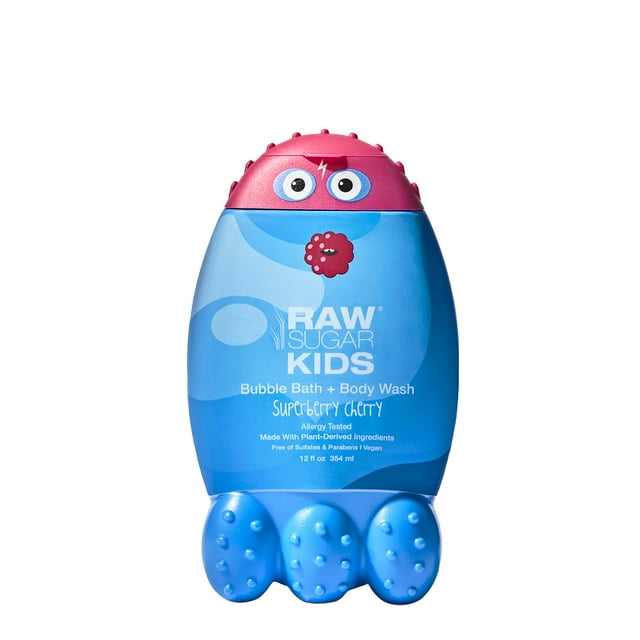 RAW®
SUGAR
KIDS
Bubble Bath + Body Wash
Superberry cherry
Allergy Tested
Made With Plant-Derived Ingredients
Free of Sulfates & Parabens | Vegan
12 fl oz 354 ml